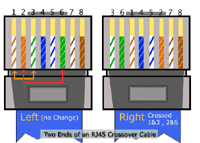 1 2 3 4 5 6 7 8
3 6 1 4 5 2 7 8
Left (no Change)
Right Crossed
1&3 , 2&6
Two Ends of an RJ45 Crossover Cable